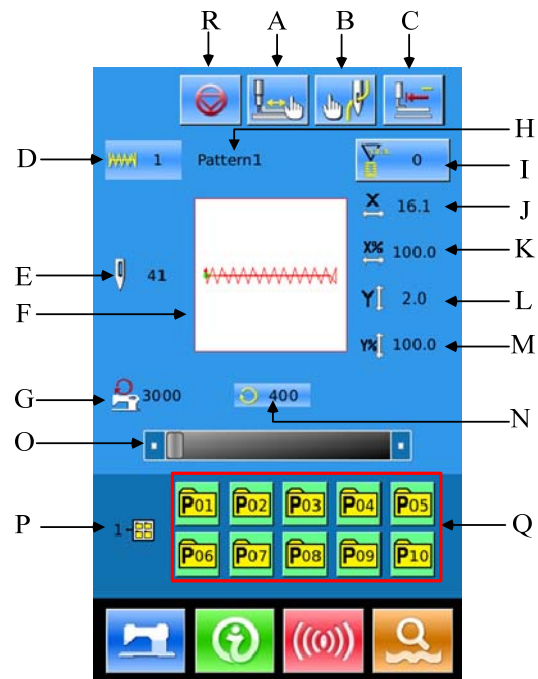 R A B C
H
D 1 Pattern1 0 I
X 16.1 J
X% 100.0 K
E 41
Y 2.0 L
F
Y% 100.0 M
G 3000 400 N
O
P01 P02 P03 P04 P05
P 1- Q
P06 P07 P08 P09 P10
i